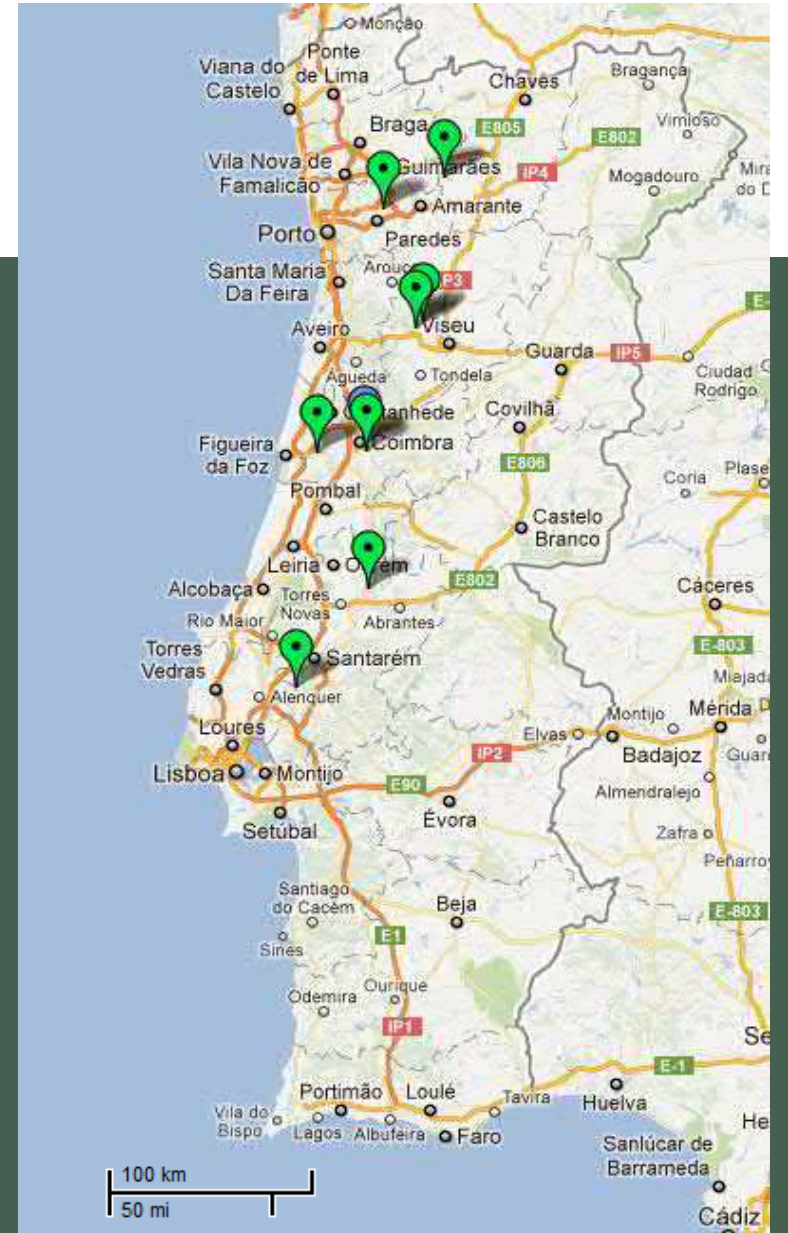 Monção
Ponte
de Lima
Viana do
Castelo
Chaves
Bragança
Braga
E805
E802
Vimioso
Vila Nova de
Famalicão
Guimarães
IP4
Mogadouro
Amarante
Porto
Paredes
Santa Maria
Da Feira
P3
Aveiro
Viseu
Guarda
IP5
Águeda
Tondela
Ciudad
Rodrigo
Covilhã
Figueira
da Foz
Coimbra
E806
Coria
Pombal
Castelo
Branco
Leiria
E802
Alcobaça
Torres
Novas
Abrantes
Cáceres
Rio Maior
Torres
Vedras
Santarém
E-803
Alenquer
Mérida
Loures
Montijo
Elvas
Badajoz
IP2
Lisboa
Montijo
E90
Almendralejo
Setúbal
Évora
Zafra
Santiago
do Cacém
Beja
E-803
E1
Sines
Ourique
Odemira
IP1
E-1
Portimão
Loulé
Tavira
Huelva
Vila do
Bispo
Lagos
Albufeira
Faro
Sanlúcar de
Barrameda
Cádiz
100 km
50 mi